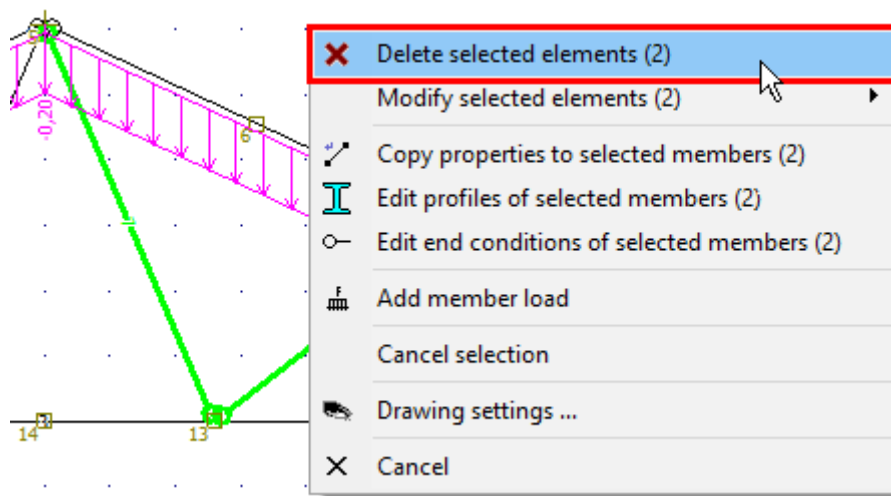 5
Delete selected elements (2)
Modify selected elements (2)
-0,20
6
Copy properties to selected members (2)
Edit profiles of selected members (2)
Edit end conditions of selected members (2)
F
Add member load
Cancel selection
Drawing settings ...
14
13
Cancel